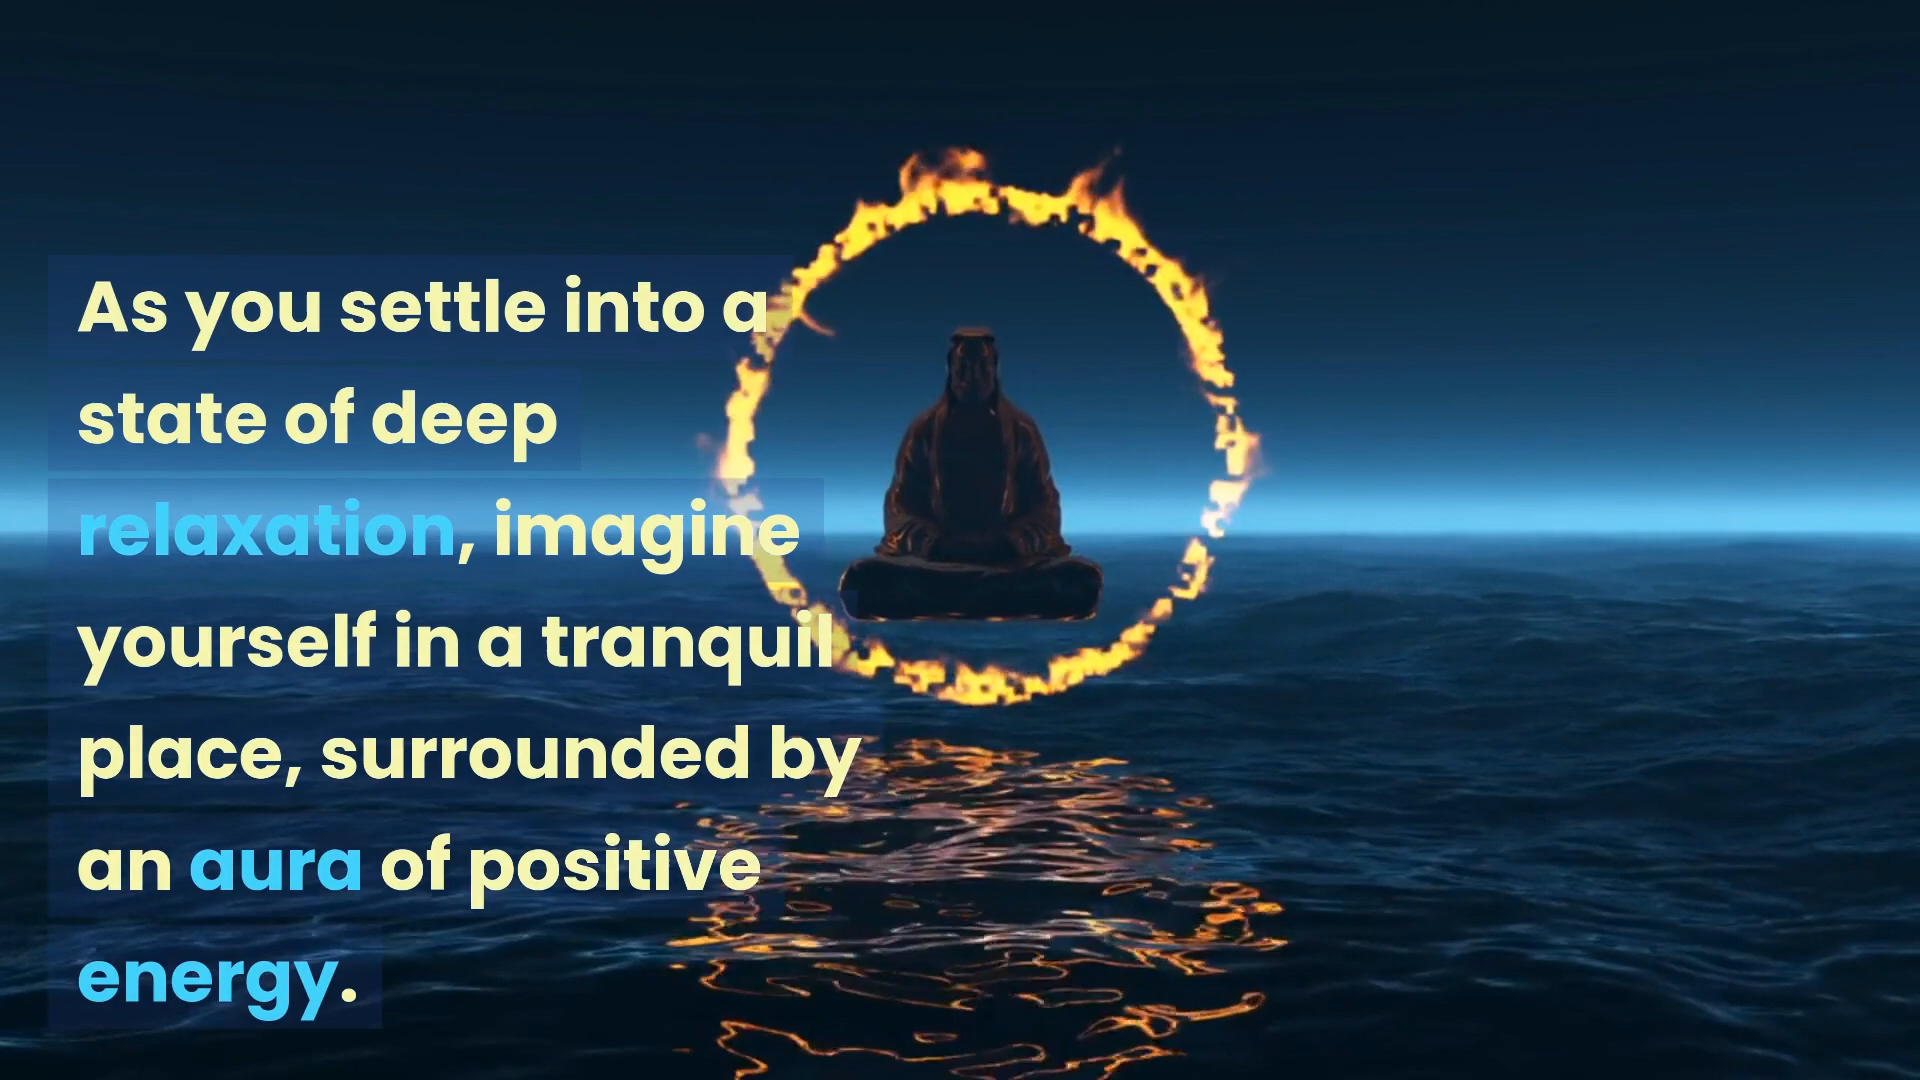 As you settle into a
state of deep
relaxation, imagine
yourself in a tranquil
place, surrounded by
an aura of positive
energy.